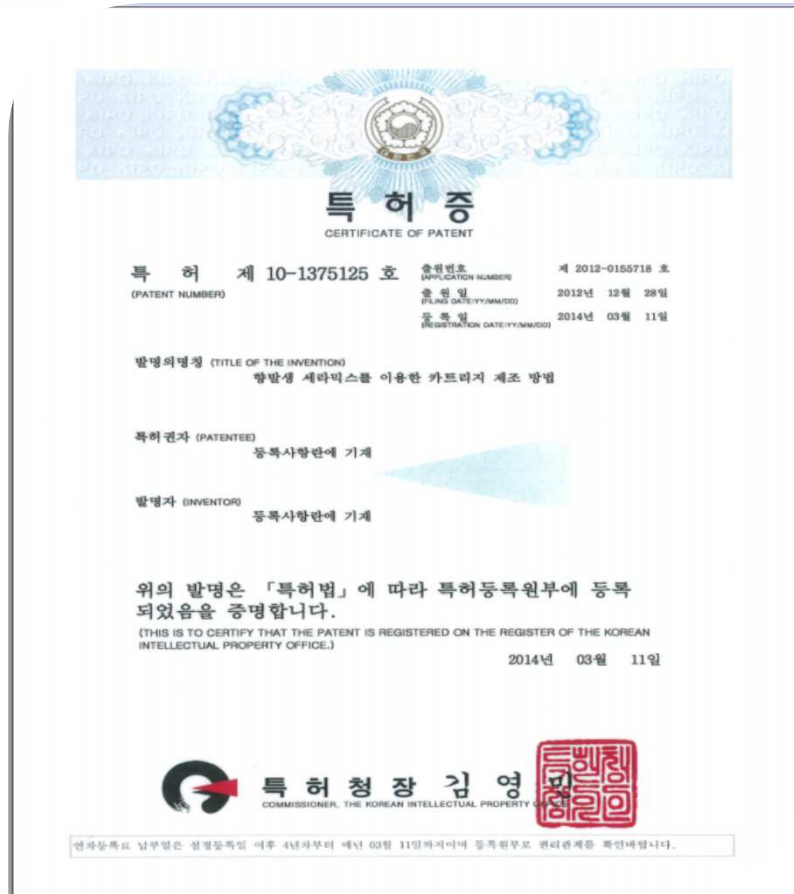 특허증
CERTIFICATE OF PATENT
특 허 제 10-1375125 호
(PATENT NUMBER)
출원번호 제 2012-0155718 호
(APPLICATION NUMBER)
출원일 2012년 12월 28일
(FILING DATE:YY/MM/DD)
등록일 2014년 03월 11일
(REGISTRATION DATE:YY/MM/DD)
발명의명칭 (TITLE OF THE INVENTION)
향발생 세라믹스를 이용한 카트리지 제조 방법
특허권자 (PATENTEE)
등록사항란에 기재
발명자 (INVENTOR)
등록사항란에 기재
위의 발명은 「특허법」에 따라 특허등록원부에 등록
되었음을 증명합니다.
(THIS IS TO CERTIFY THAT THE PATENT IS REGISTERED ON THE REGISTER OF THE KOREAN
INTELLECTUAL PROPERTY OFFICE.)
2014년 03월 11일
특허청장 김영민
COMMISSIONER, THE KOREAN INTELLECTUAL PROPERTY OFFICE
연차등록료 납부일은 설정등록일 이후 4년차부터 매년 03월 11일까지이며 등록원부로 권리관계를 확인바랍니다.